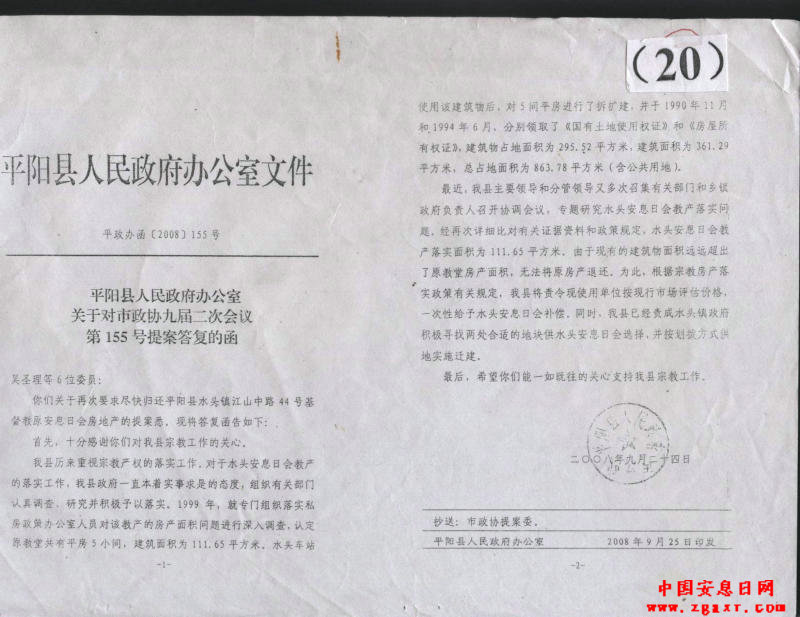 平阳县人民政府办公室文件
平政办函〔2008〕155号
平阳县人民政府办公室
关于对市政协九届二次会议
第155号提案答复的函
吴圣理等6位委员：
你们关于再次要求尽快归还平阳县水头镇江山中路44号基
督教原安息日会房地产的提案悉。现将答复函告如下：
首先，十分感谢你们对我县宗教工作的关心。
我县历来重视宗教产权的落实工作，对于水头安息日会教产
的落实工作，我县政府一直本着实事求是的态度，组织有关部门
认真调查、研究并积极予以落实。1999年，就专门组织落实私
房政策办公室人员对该教产的房产面积问题进行深入调查，认定
原教堂共有平房5小间，建筑面积为111.65平方米。水头车站
-1-
(20)
使用该建筑物后，对5间平房进行了拆扩建，并于1990年11月
和1994年6月，分别领取了《国有土地使用权证》和《房屋所
有权证》，建筑物占地面积为295.52平方米，建筑面积为361.29
平方米，总占地面积为863.78平方米（含公共用地）。
最近，我县主要领导和分管领导又多次召集有关部门和乡镇
政府负责人召开协调会议，专题研究水头安息日会教产落实问
题。经再次详细比对有关证据资料和政策规定，水头安息日会教
产落实面积为111.65平方米。由于现有的建筑物面积远远超出
了原教堂房产面积，无法将原房产退还。为此，根据宗教房产落
实政策有关规定，我县将责令现使用单位按现行市场评估价格，
一次性给予水头安息日会补偿。同时，我县已经责成水头镇政府
积极寻找两处合适的地块供水头安息日会选择，并按划拨方式供
地实施迁建。
最后，希望你们能一如既往的关心支持我县宗教工作。
二〇〇八年九月二十四日
抄送：市政协提案委。
平阳县人民政府办公室 2008年9月25日印发
-2-
中国安息日网
www.zgaxr.com